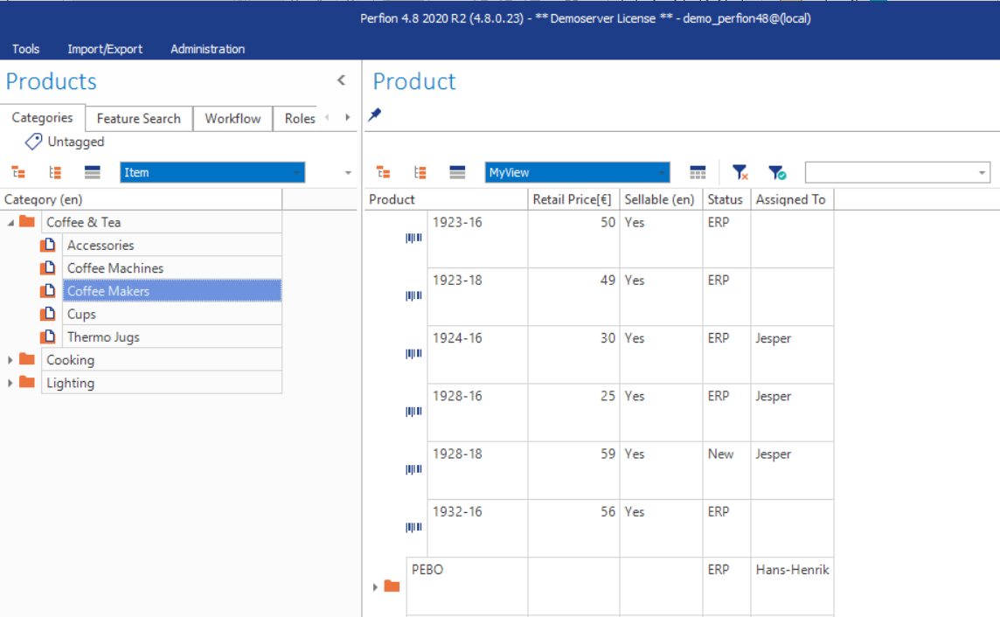 Perfion 4.8 2020 R2 (4.8.0.23) - ** Demoserver License ** - demo_perfion48@(local)
Tools Import/Export Administration
Products
Categories Feature Search Workflow Roles
Untagged
Item
Category (en)
Coffee & Tea
Accessories
Coffee Machines
Coffee Makers
Cups
Thermo Jugs
Cooking
Lighting
Product
MyView
Product Retail Price[€] Sellable (en) Status Assigned To
1923-16 50 Yes ERP
1923-18 49 Yes ERP
1924-16 30 Yes ERP Jesper
1928-16 25 Yes ERP Jesper
1928-18 59 Yes New Jesper
1932-16 56 Yes ERP
PEBO ERP Hans-Henrik